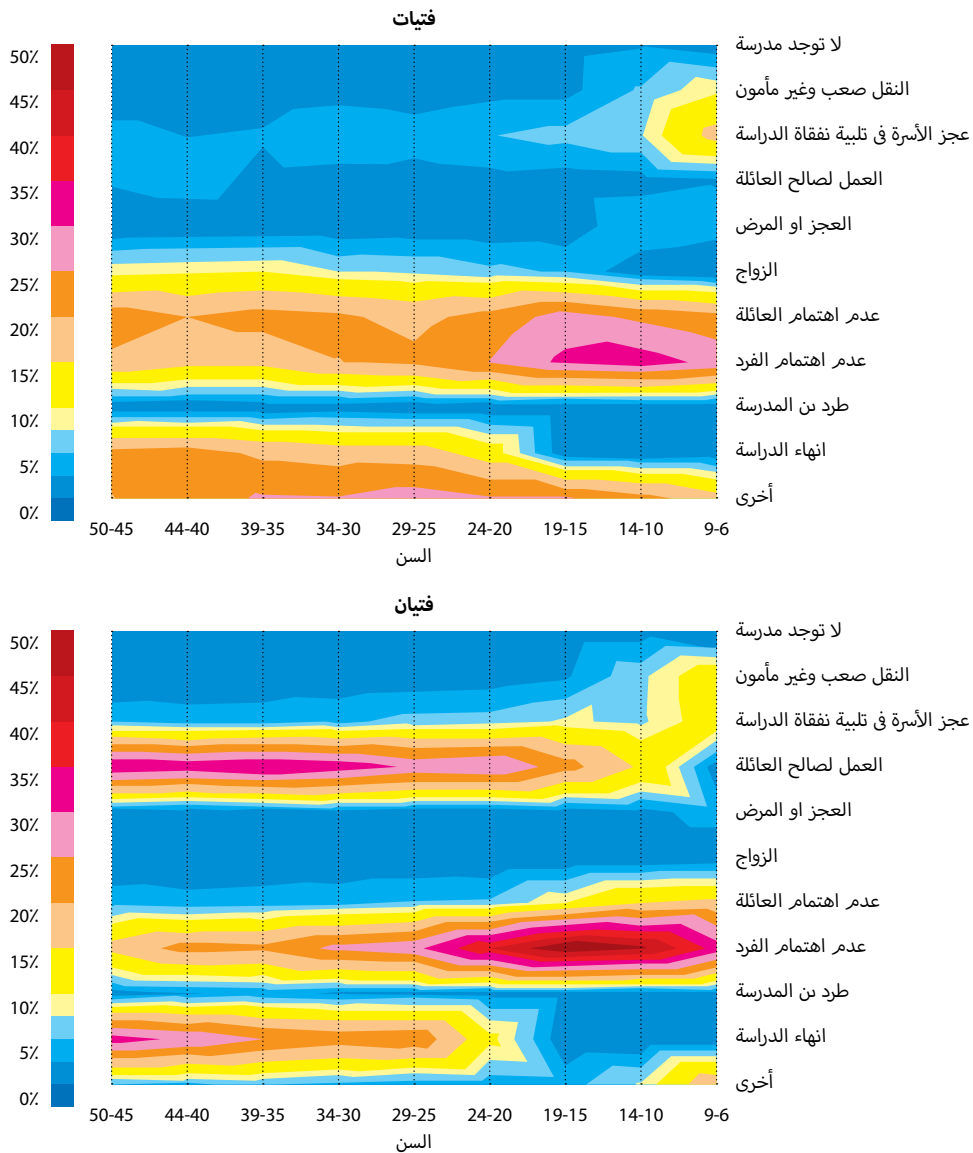 فتيات
50٪
45٪
40٪
35٪
30٪
25٪
20٪
15٪
10٪
5٪
0٪
لا توجد مدرسة
النقل صعب وغير مأمون
عجز الأسرة فى تلبية نفقاة الدراسة
العمل لصالح العائلة
العجز او المرض
الزواج
عدم اهتمام العائلة
عدم اهتمام الفرد
طرد ىن المدرسة
انهاء الدراسة
أخرى
50-45 44-40 39-35 34-30 29-25 24-20 19-15 14-10 9-6
السن
فتيان
50٪
45٪
40٪
35٪
30٪
25٪
20٪
15٪
10٪
5٪
0٪
لا توجد مدرسة
النقل صعب وغير مأمون
عجز الأسرة فى تلبية نفقاة الدراسة
العمل لصالح العائلة
العجز او المرض
الزواج
عدم اهتمام العائلة
عدم اهتمام الفرد
طرد ىن المدرسة
انهاء الدراسة
أخرى
50-45 44-40 39-35 34-30 29-25 24-20 19-15 14-10 9-6
السن